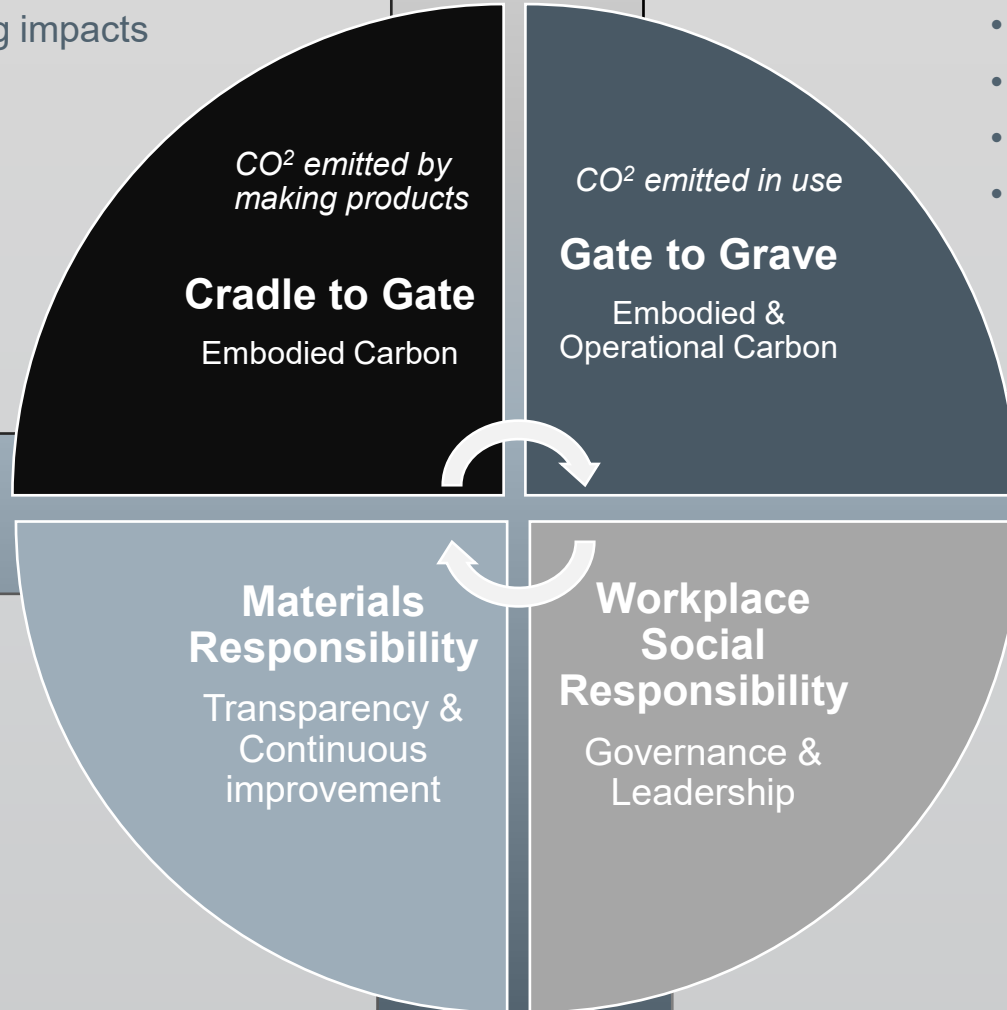 g impacts
CO² emitted by
making products
Cradle to Gate
Embodied Carbon
CO² emitted in use
Gate to Grave
Embodied &
Operational Carbon
Materials
Responsibility
Transparency &
Continuous
improvement
Workplace
Social
Responsibility
Governance &
Leadership